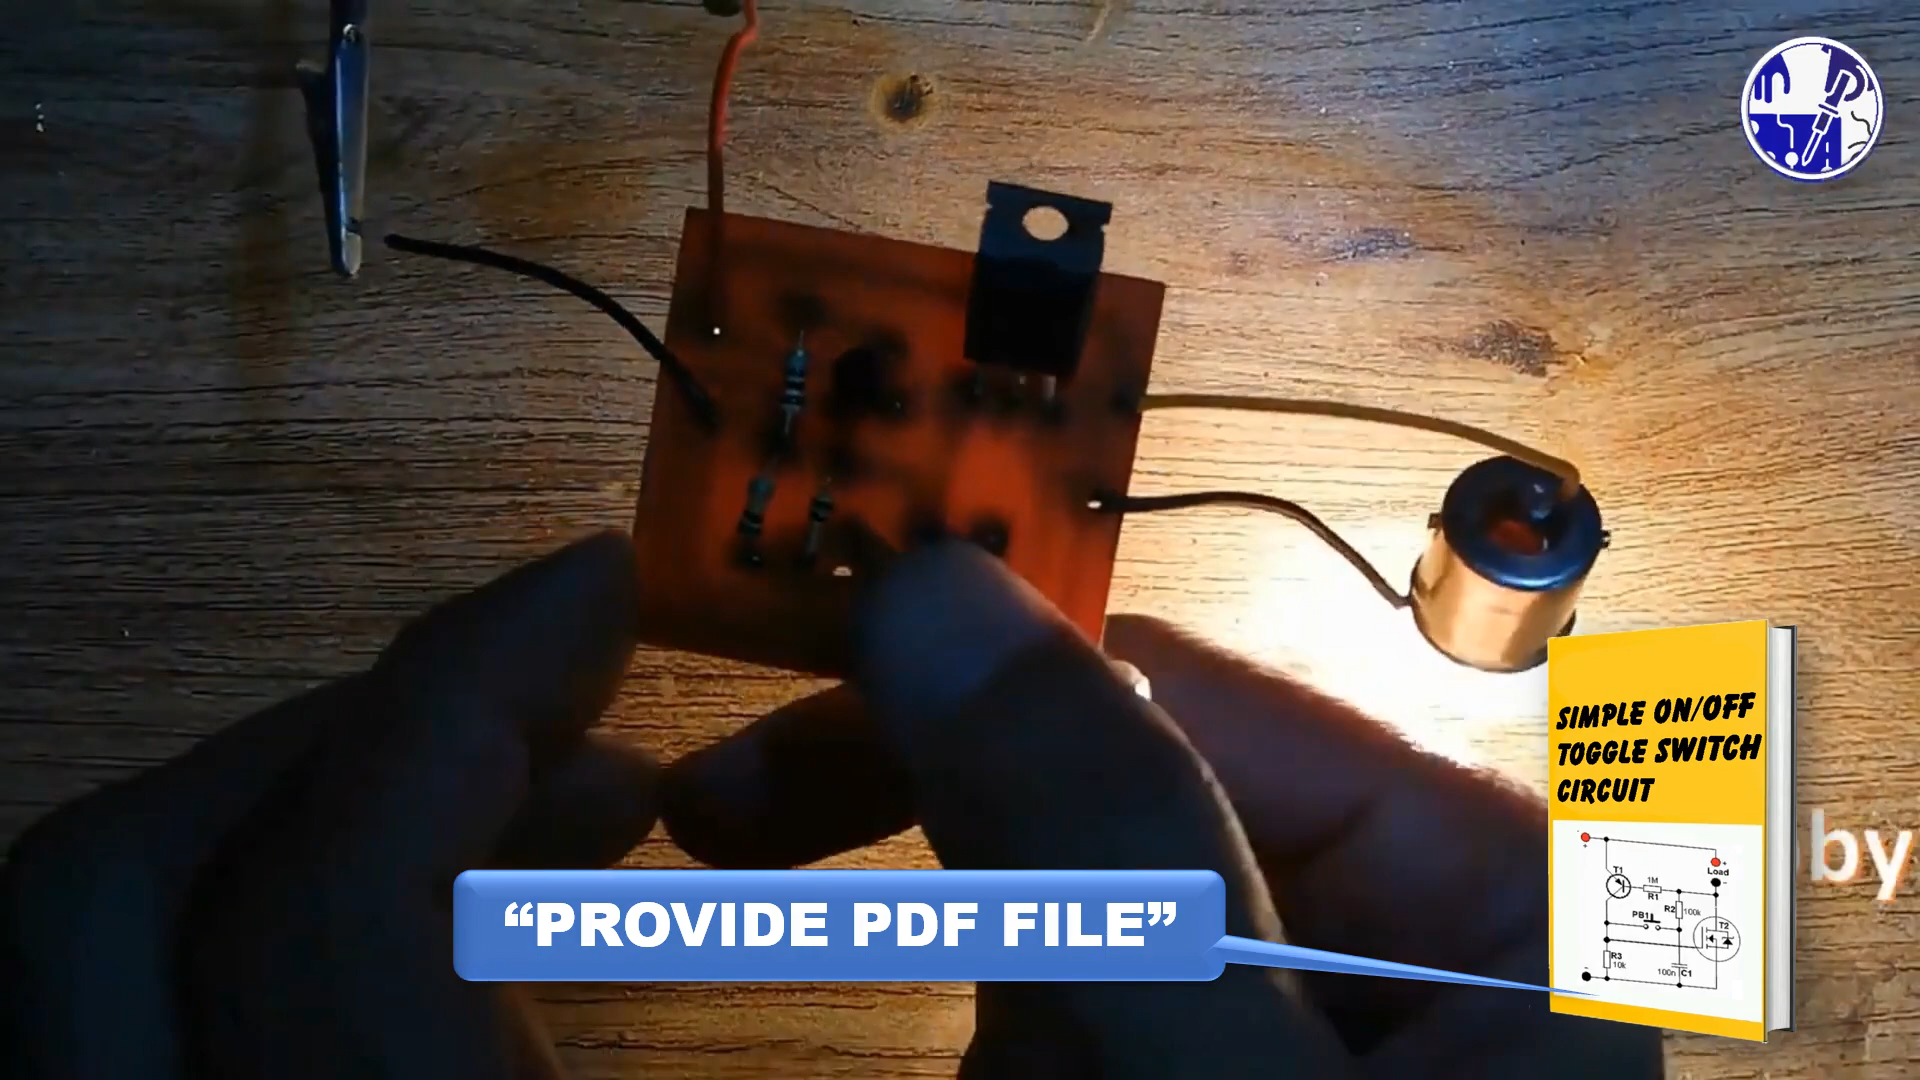 SIMPLE ON/OFF
TOGGLE SWITCH
CIRCUIT
by
T1
1M
R1
Load
R2
100k
PB1
T2
R3
10k
100n
C1
“PROVIDE PDF FILE”